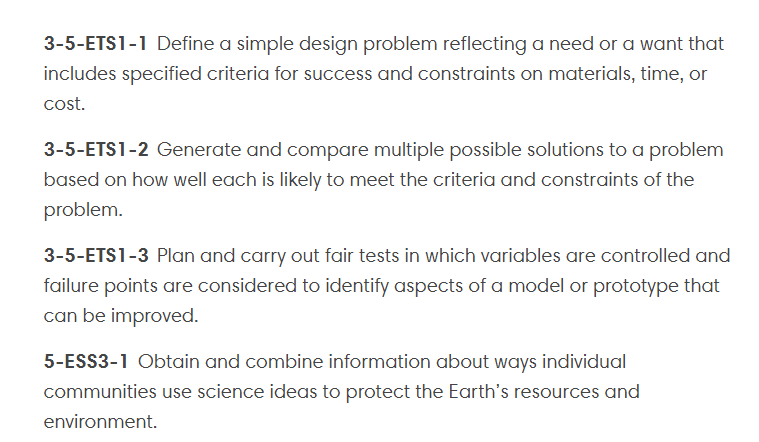 3-5-ETS1-1 Define a simple design problem reflecting a need or a want that
includes specified criteria for success and constraints on materials, time, or
cost.
3-5-ETS1-2 Generate and compare multiple possible solutions to a problem
based on how well each is likely to meet the criteria and constraints of the
problem.
3-5-ETS1-3 Plan and carry out fair tests in which variables are controlled and
failure points are considered to identify aspects of a model or prototype that
can be improved.
5-ESS3-1 Obtain and combine information about ways individual
communities use science ideas to protect the Earth’s resources and
environment.